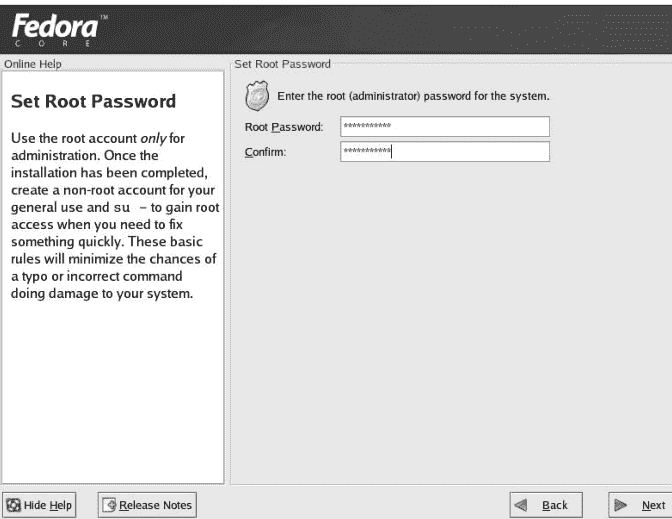 Fedora™
CORE
Online Help
Set Root Password
Use the root account only for
administration. Once the
installation has been completed,
create a non-root account for your
general use and su - to gain root
access when you need to fix
something quickly. These basic
rules will minimize the chances of
a typo or incorrect command
doing damage to your system.
Set Root Password
Enter the root (administrator) password for the system.
Root Password: ***********
Confirm: ***********
Hide Help
Release Notes
Back
Next